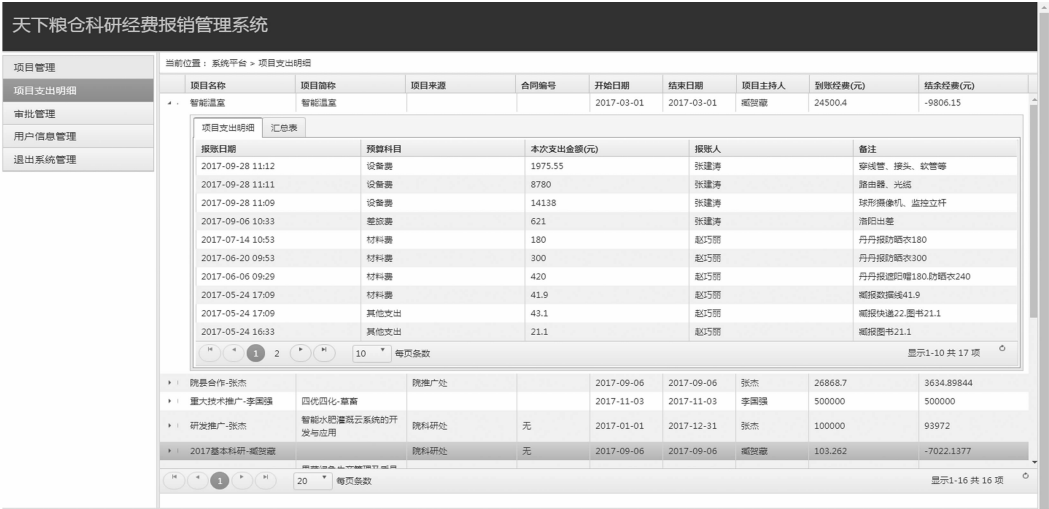 天下粮仓科研经费报销管理系统
项目管理
项目支出明细
审批管理
用户信息管理
退出系统管理
当前位置： 系统平台 > 项目支出明细
项目名称 项目简称 项目来源 合同编号 开始日期 结束日期 项目主持人 到账经费(元) 结余经费(元)
智能温室 智能温室 2017-03-01 2017-03-01 臧贺藏 24500.4 -9806.15
项目支出明细 汇总表
报账日期 预算科目 本次支出金额(元) 报账人 备注
2017-09-28 11:12 设备费 1975.55 张建涛 穿线管、接头、软管等
2017-09-28 11:11 设备费 8780 张建涛 路由器、光缆
2017-09-28 11:09 设备费 14138 张建涛 球形摄像机、监控立杆
2017-09-06 10:33 差旅费 621 张建涛 洛阳出差
2017-07-14 10:53 材料费 180 赵巧丽 丹丹报防晒衣180
2017-06-20 09:53 材料费 300 赵巧丽 丹丹报防晒衣300
2017-06-06 09:29 材料费 420 赵巧丽 丹丹报遮阳帽180.防晒衣240
2017-05-24 17:09 材料费 41.9 赵巧丽 臧报数据线41.9
2017-05-24 17:09 其他支出 43.1 赵巧丽 臧报快递22.图书21.1
2017-05-24 16:33 其他支出 21.1 赵巧丽 臧报图书21.1
1 2 10 每页条数 显示1-10 共 17 项
院县合作-张杰 院推广处 2017-09-06 2017-09-06 张杰 26868.7 3634.89844
重大技术推广-李国强 四优四化-草畜 2017-11-03 2017-11-03 李国强 500000 500000
研发推广-张杰 智能水肥灌溉云系统的开发与应用 院科研处 无 2017-01-01 2017-12-31 张杰 100000 93972
2017基本科研-臧贺藏 院科研处 无 2017-09-06 2017-09-06 臧贺藏 103.262 -7022.1377
1 20 每页条数 显示1-16 共 16 项